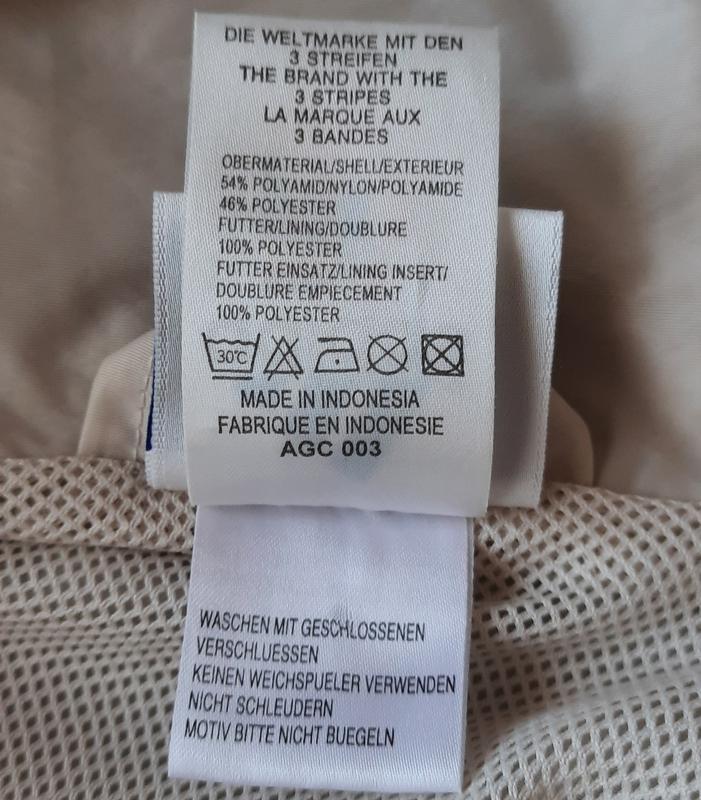 DIE WELTMARKE MIT DEN
3 STREIFEN
THE BRAND WITH THE
3 STRIPES
LA MARQUE AUX
3 BANDES
OBERMATERIAL/SHELL/EXTERIEUR
54% POLYAMID/NYLON/POLYAMIDE
46% POLYESTER
FUTTER/LINING/DOUBLURE
100% POLYESTER
FUTTER EINSATZ/LINING INSERT/
DOUBLURE EMPIECEMENT
100% POLYESTER
30°C
MADE IN INDONESIA
FABRIQUE EN INDONESIE
AGC 003
WASCHEN MIT GESCHLOSSENEN
VERSCHLUESSEN
KEINEN WEICHSPUELER VERWENDEN
NICHT SCHLEUDERN
MOTIV BITTE NICHT BUEGELN